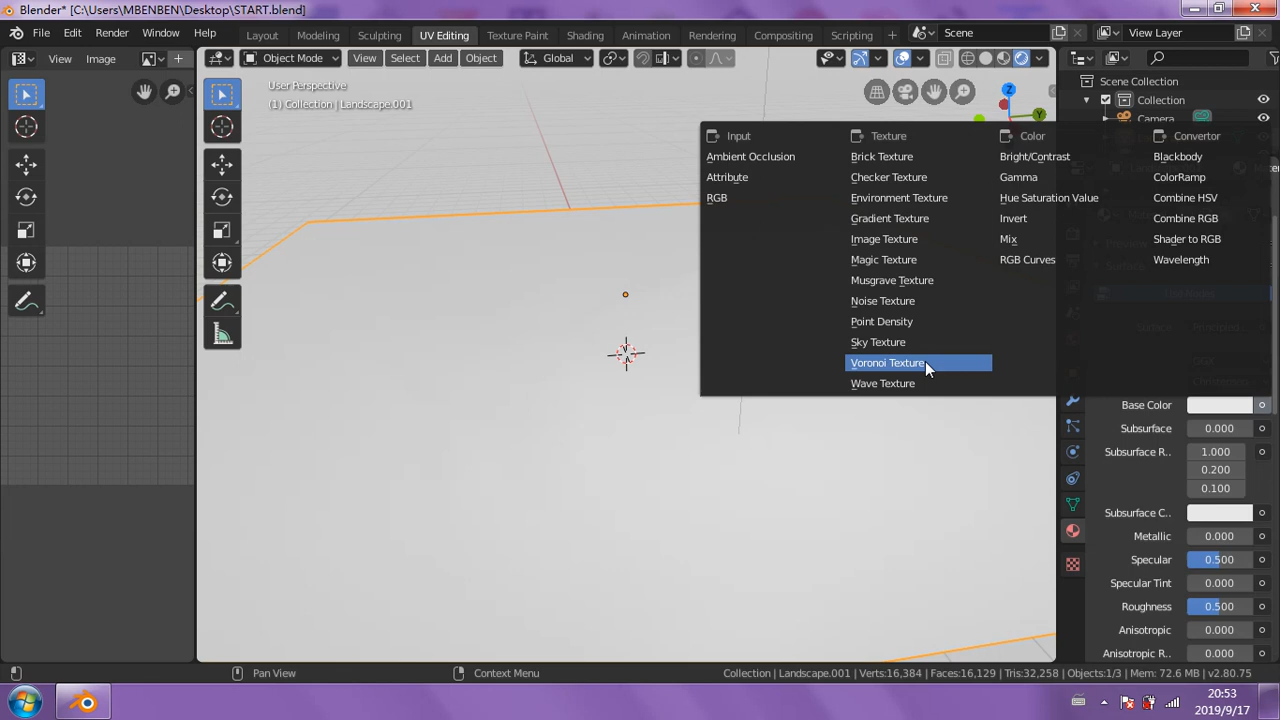 Blender* [C:\Users\MBENBEN\Desktop\START.blend]
File Edit Render Window Help
Layout Modeling Sculpting UV Editing Texture Paint Shading Animation Rendering Compositing Scripting
Scene
View Layer
View Image
Object Mode View Select Add Object Global
User Perspective
(1) Collection | Landscape.001
Z
Y
Scene Collection
Collection
Camera
Input
Ambient Occlusion
Attribute
RGB
Texture
Brick Texture
Checker Texture
Environment Texture
Gradient Texture
Image Texture
Magic Texture
Musgrave Texture
Noise Texture
Point Density
Sky Texture
Voronoi Texture
Wave Texture
Color
Bright/Contrast
Gamma
Hue Saturation Value
Invert
Mix
RGB Curves
Convertor
Blackbody
ColorRamp
Combine HSV
Combine RGB
Shader to RGB
Wavelength
Base Color
Subsurface 0.000
Subsurface R.. 1.000
0.200
0.100
Subsurface C..
Metallic 0.000
Specular 0.500
Specular Tint 0.000
Roughness 0.500
Anisotropic 0.000
Anisotropic R.. 0.000
Pan View
Context Menu
Collection | Landscape.001 | Verts:16,384 | Faces:16,129 | Tris:32,258 | Objects:1/3 | Mem: 72.6 MB | v2.80.75
20:53
2019/9/17